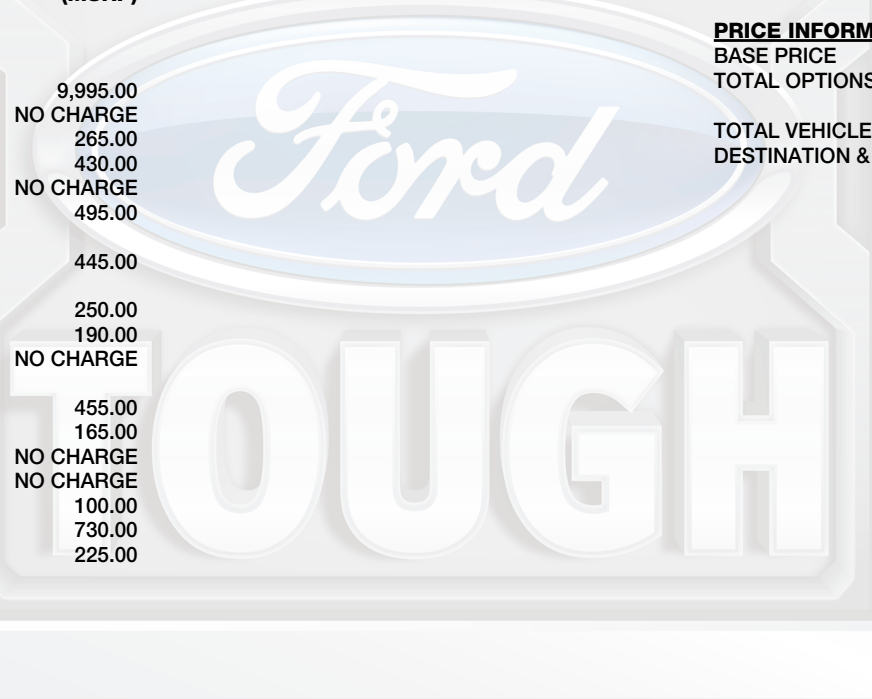 9,995.00
NO CHARGE
265.00
430.00
NO CHARGE
495.00
445.00
250.00
190.00
NO CHARGE
455.00
165.00
NO CHARGE
NO CHARGE
100.00
730.00
225.00
PRICE INFORM
BASE PRICE
TOTAL OPTIONS
TOTAL VEHICLE
DESTINATION &
Ford
TOUGH